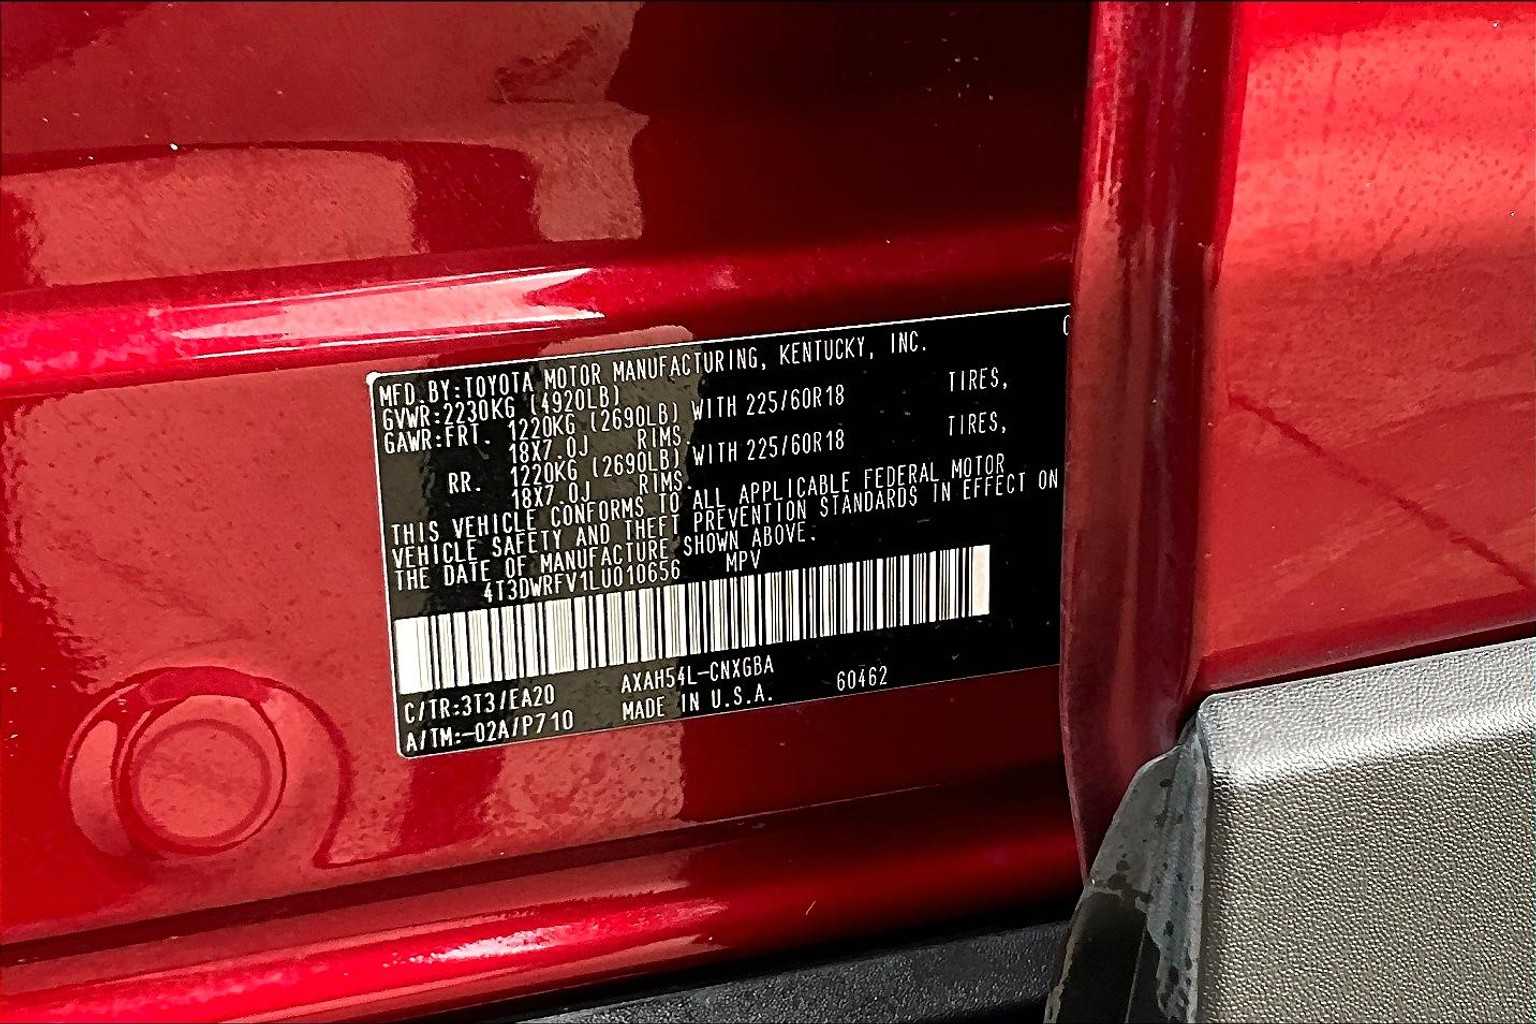 MFD.BY:TOYOTA MOTOR MANUFACTURING, KENTUCKY, INC.
GVWR:2230KG (4920LB)
GAWR:FRT. 1220KG (2690LB) WITH 225/60R18 TIRES,
18X7.0J RIMS.
RR. 1220KG (2690LB) WITH 225/60R18 TIRES,
18X7.0J RIMS.
THIS VEHICLE CONFORMS TO ALL APPLICABLE FEDERAL MOTOR
VEHICLE SAFETY AND THEFT PREVENTION STANDARDS IN EFFECT ON
THE DATE OF MANUFACTURE SHOWN ABOVE.
4T3DWRFV1LU010656 MPV
C/TR:3T3/EA20 AXAH54L-CNXGBA
A/TM:-02A/P710 MADE IN U.S.A. 60462